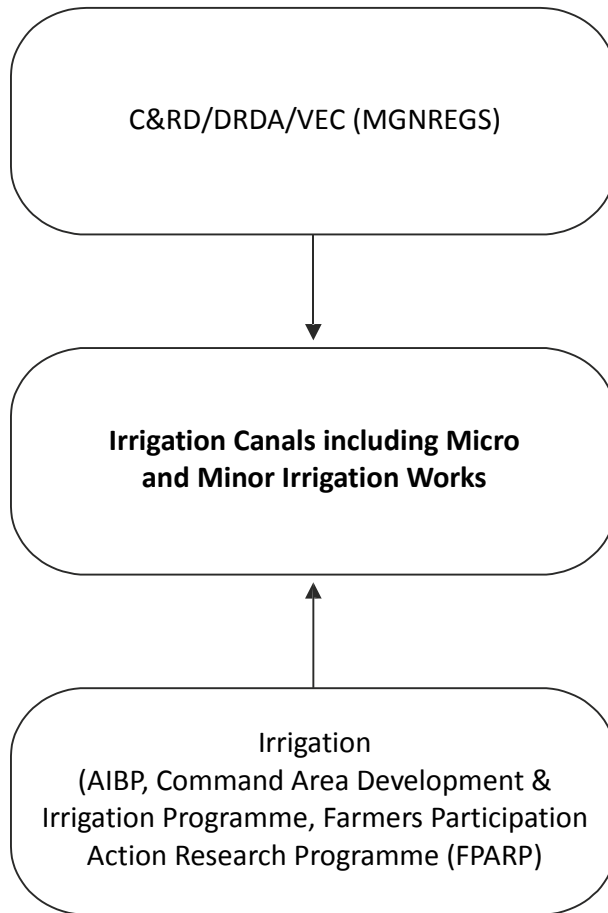 C&RD/DRDA/VEC (MGNREGS)
Irrigation Canals including Micro
and Minor Irrigation Works
Irrigation
(AIBP, Command Area Development &
Irrigation Programme, Farmers Participation
Action Research Programme (FPARP)